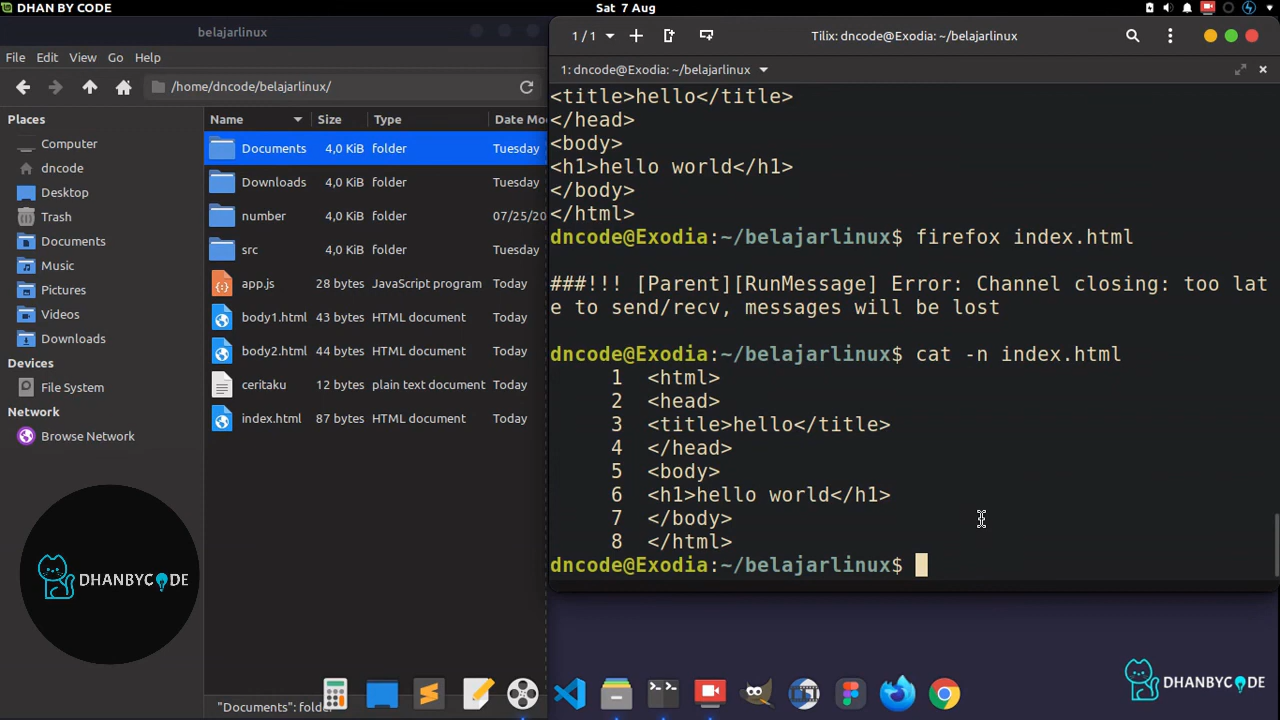 DHAN BY CODE
Sat 7 Aug
belajarlinux
File Edit View Go Help
/home/dncode/belajarlinux/
Places
Computer
dncode
Desktop
Trash
Documents
Music
Pictures
Videos
Downloads
Devices
File System
Network
Browse Network
Name Size Type Date Mo
Documents 4,0 KiB folder Tuesday
Downloads 4,0 KiB folder Tuesday
number 4,0 KiB folder 07/25/20
src 4,0 KiB folder Tuesday
app.js 28 bytes JavaScript program Today
body1.html 43 bytes HTML document Today
body2.html 44 bytes HTML document Today
ceritaku 12 bytes plain text document Today
index.html 87 bytes HTML document Today
"Documents": folder
DHANBYCODE
1 / 1
Tilix: dncode@Exodia: ~/belajarlinux
1: dncode@Exodia: ~/belajarlinux
<title>hello</title>
</head>
<body>
<h1>hello world</h1>
</body>
</html>
dncode@Exodia:~/belajarlinux$ firefox index.html
###!!! [Parent][RunMessage] Error: Channel closing: too lat
e to send/recv, messages will be lost
dncode@Exodia:~/belajarlinux$ cat -n index.html
1 <html>
2 <head>
3 <title>hello</title>
4 </head>
5 <body>
6 <h1>hello world</h1>
7 </body>
8 </html>
dncode@Exodia:~/belajarlinux$
DHANBYCODE